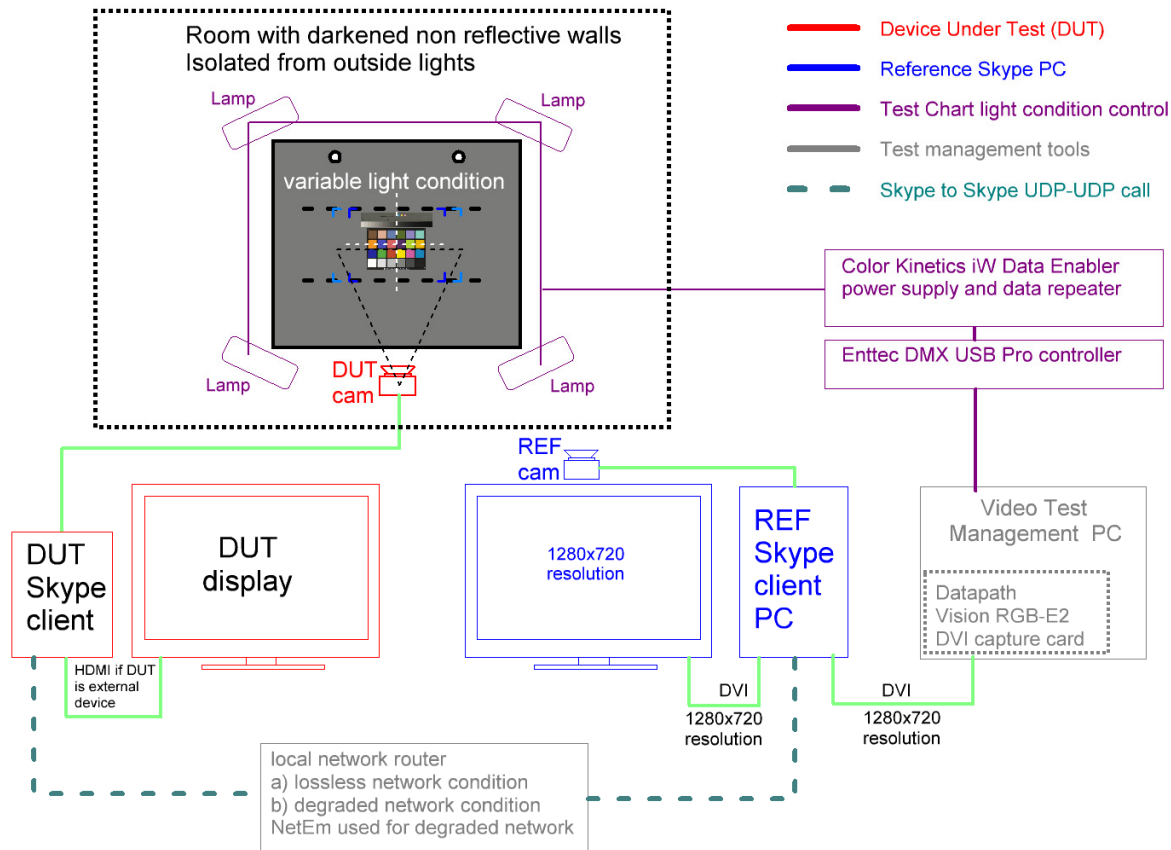 Room with darkened non reflective walls
Isolated from outside lights
Device Under Test (DUT)
Reference Skype PC
Test Chart light condition control
Test management tools
Skype to Skype UDP-UDP call
Lamp
Lamp
variable light condition
Color Kinetics iW Data Enabler
power supply and data repeater
Enttec DMX USB Pro controller
Lamp
DUT
cam
Lamp
REF
cam
DUT
Skype
client
DUT
display
1280x720
resolution
REF
Skype
client
PC
Video Test
Management PC
Datapath
Vision RGB-E2
DVI capture card
HDMI if DUT
is external
device
DVI
1280x720
resolution
DVI
1280x720
resolution
local network router
a) lossless network condition
b) degraded network condition
NetEm used for degraded network